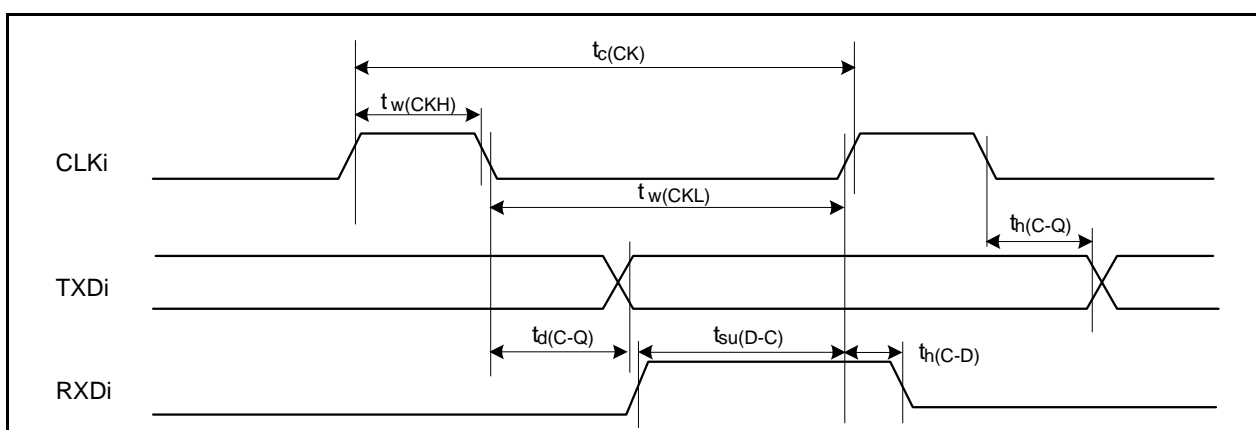 tc(CK)
tw(CKH)
CLKi
tw(CKL)
th(C-Q)
TXDi
td(C-Q)
tsu(D-C)
th(C-D)
RXDi